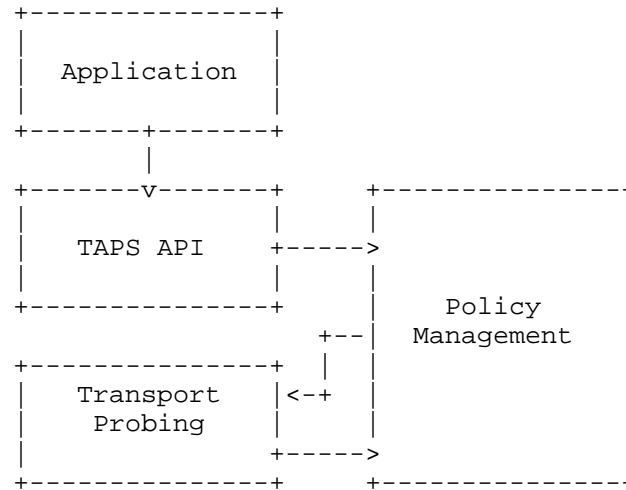 Application
TAPS API
Policy
Management
Transport
Probing